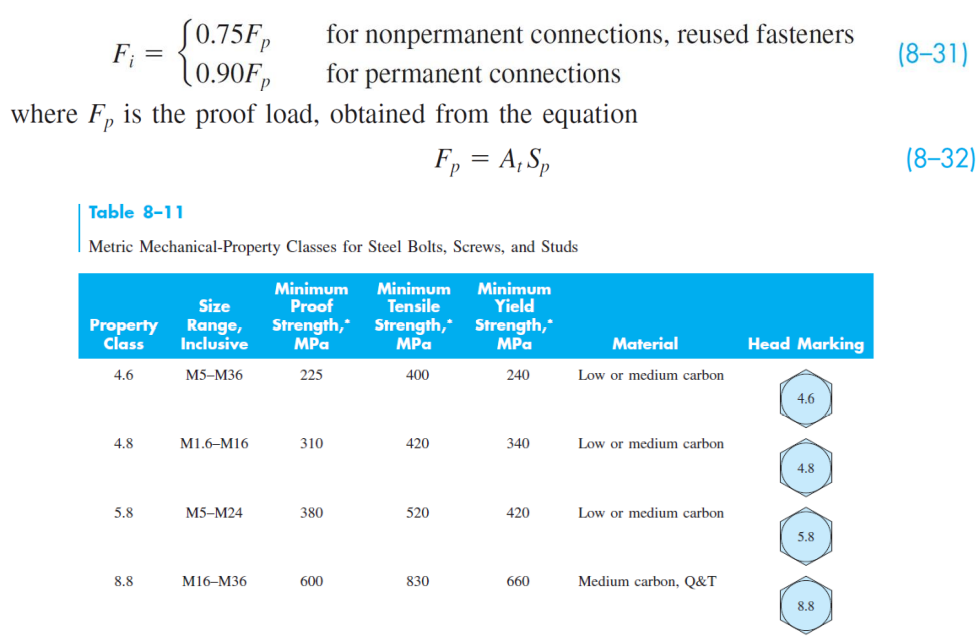 F_i = { 0.75F_p for nonpermanent connections, reused fasteners
0.90F_p for permanent connections (8–31)
where F_p is the proof load, obtained from the equation
F_p = A_t S_p (8–32)
Table 8–11
Metric Mechanical-Property Classes for Steel Bolts, Screws, and Studs
Property Class Size Range, Inclusive Minimum Proof Strength,* MPa Minimum Tensile Strength,* MPa Minimum Yield Strength,* MPa Material Head Marking
4.6 M5–M36 225 400 240 Low or medium carbon 4.6
4.8 M1.6–M16 310 420 340 Low or medium carbon 4.8
5.8 M5–M24 380 520 420 Low or medium carbon 5.8
8.8 M16–M36 600 830 660 Medium carbon, Q&T 8.8